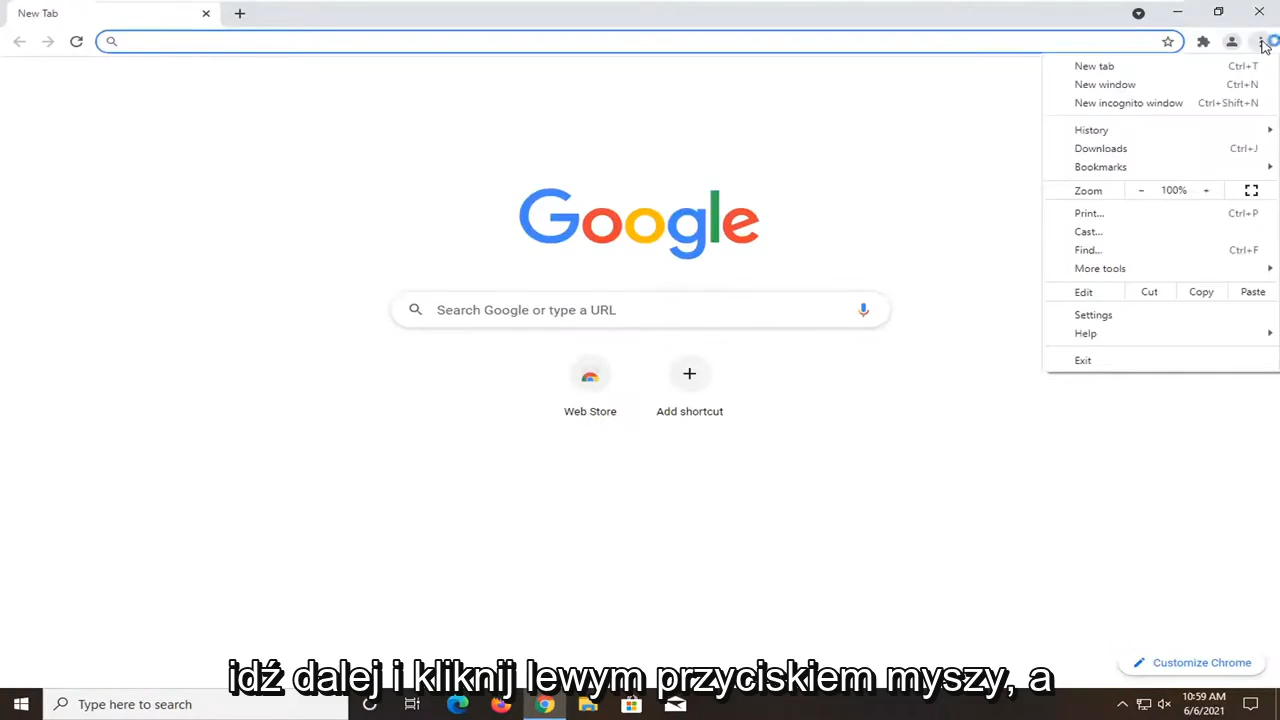 New Tab
New tab Ctrl+T
New window Ctrl+N
New incognito window Ctrl+Shift+N
History
Downloads Ctrl+J
Bookmarks
Zoom - 100% +
Print... Ctrl+P
Cast...
Find... Ctrl+F
More tools
Edit Cut Copy Paste
Settings
Help
Exit
Google
Search Google or type a URL
Web Store Add shortcut
Customize Chrome
idź dalej i kliknij lewym przyciskiem myszy, a
Type here to search
10:59 AM
6/6/2021